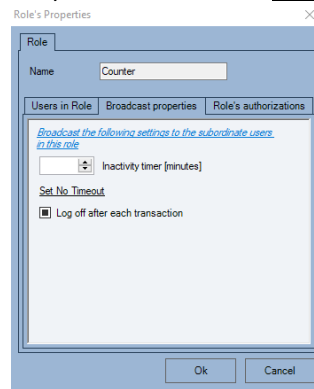 Role's Properties
Role
Name Counter
Users in Role Broadcast properties Role's authorizations
Broadcast the following settings to the subordinate users
in this role
Inactivity timer [minutes]
Set No Timeout
Log off after each transaction
Ok Cancel